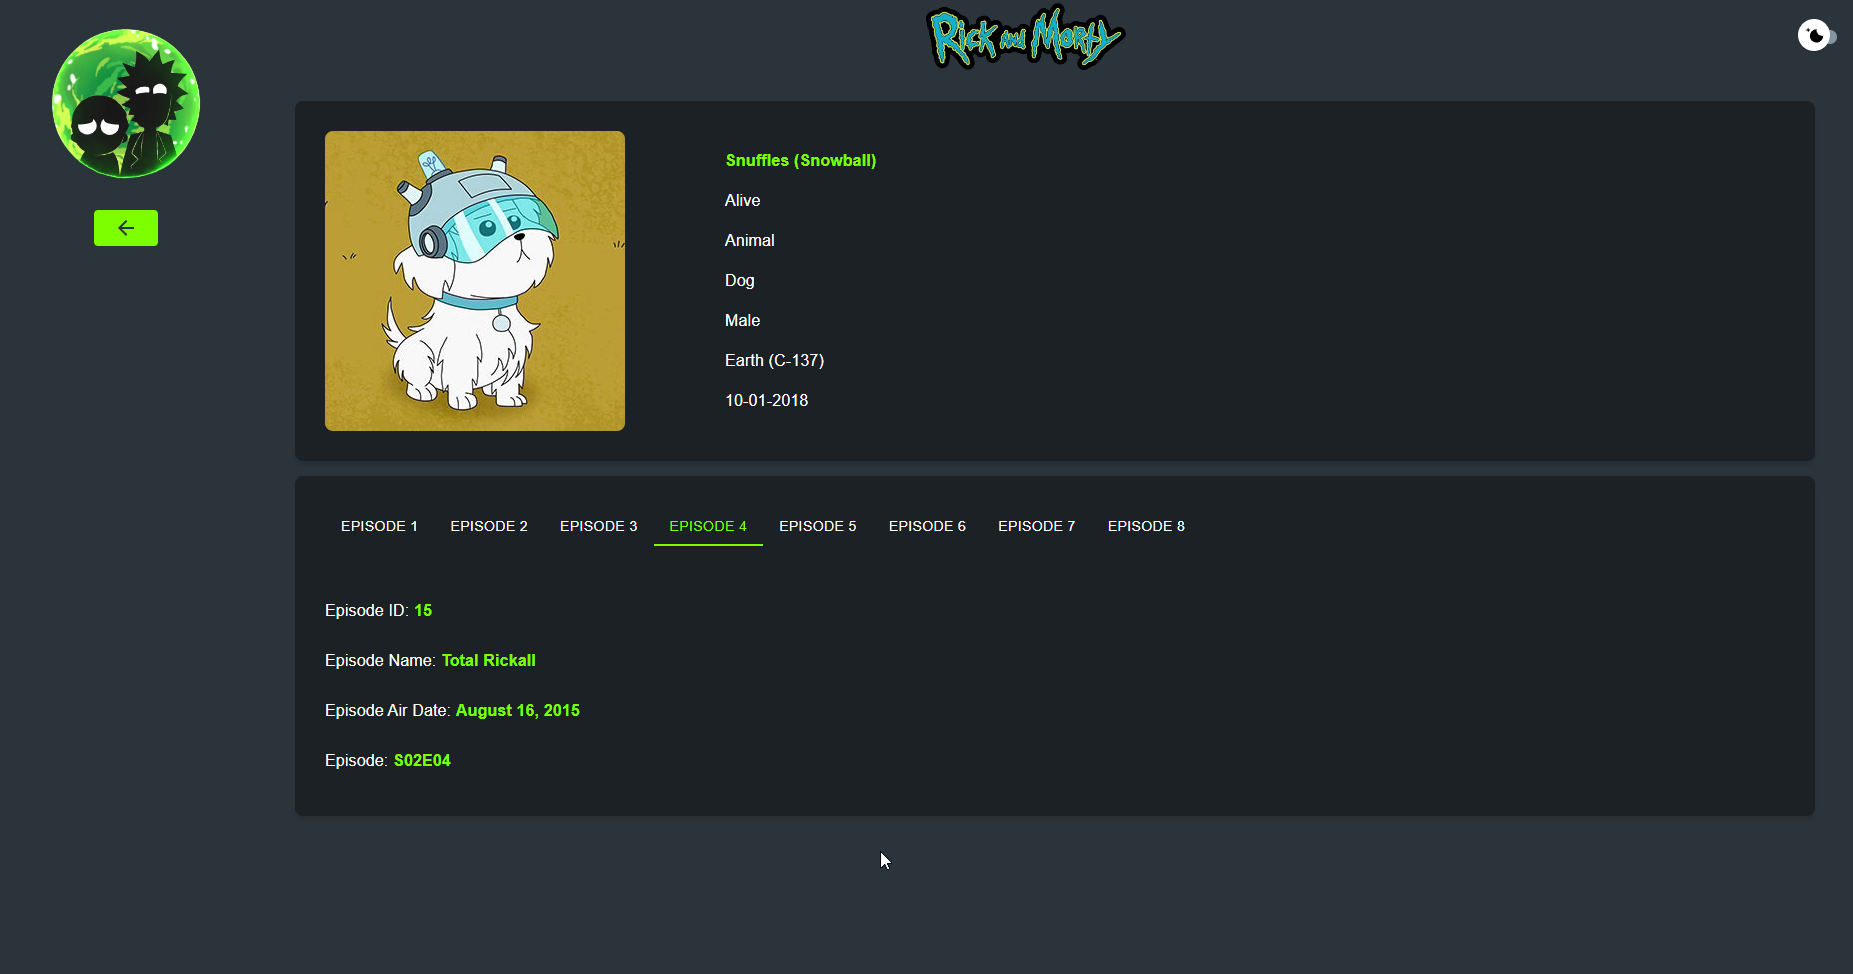 Rick and Morty
Snuffles (Snowball)
Alive
Animal
Dog
Male
Earth (C-137)
10-01-2018
EPISODE 1 EPISODE 2 EPISODE 3 EPISODE 4 EPISODE 5 EPISODE 6 EPISODE 7 EPISODE 8
Episode ID: 15
Episode Name: Total Rickall
Episode Air Date: August 16, 2015
Episode: S02E04